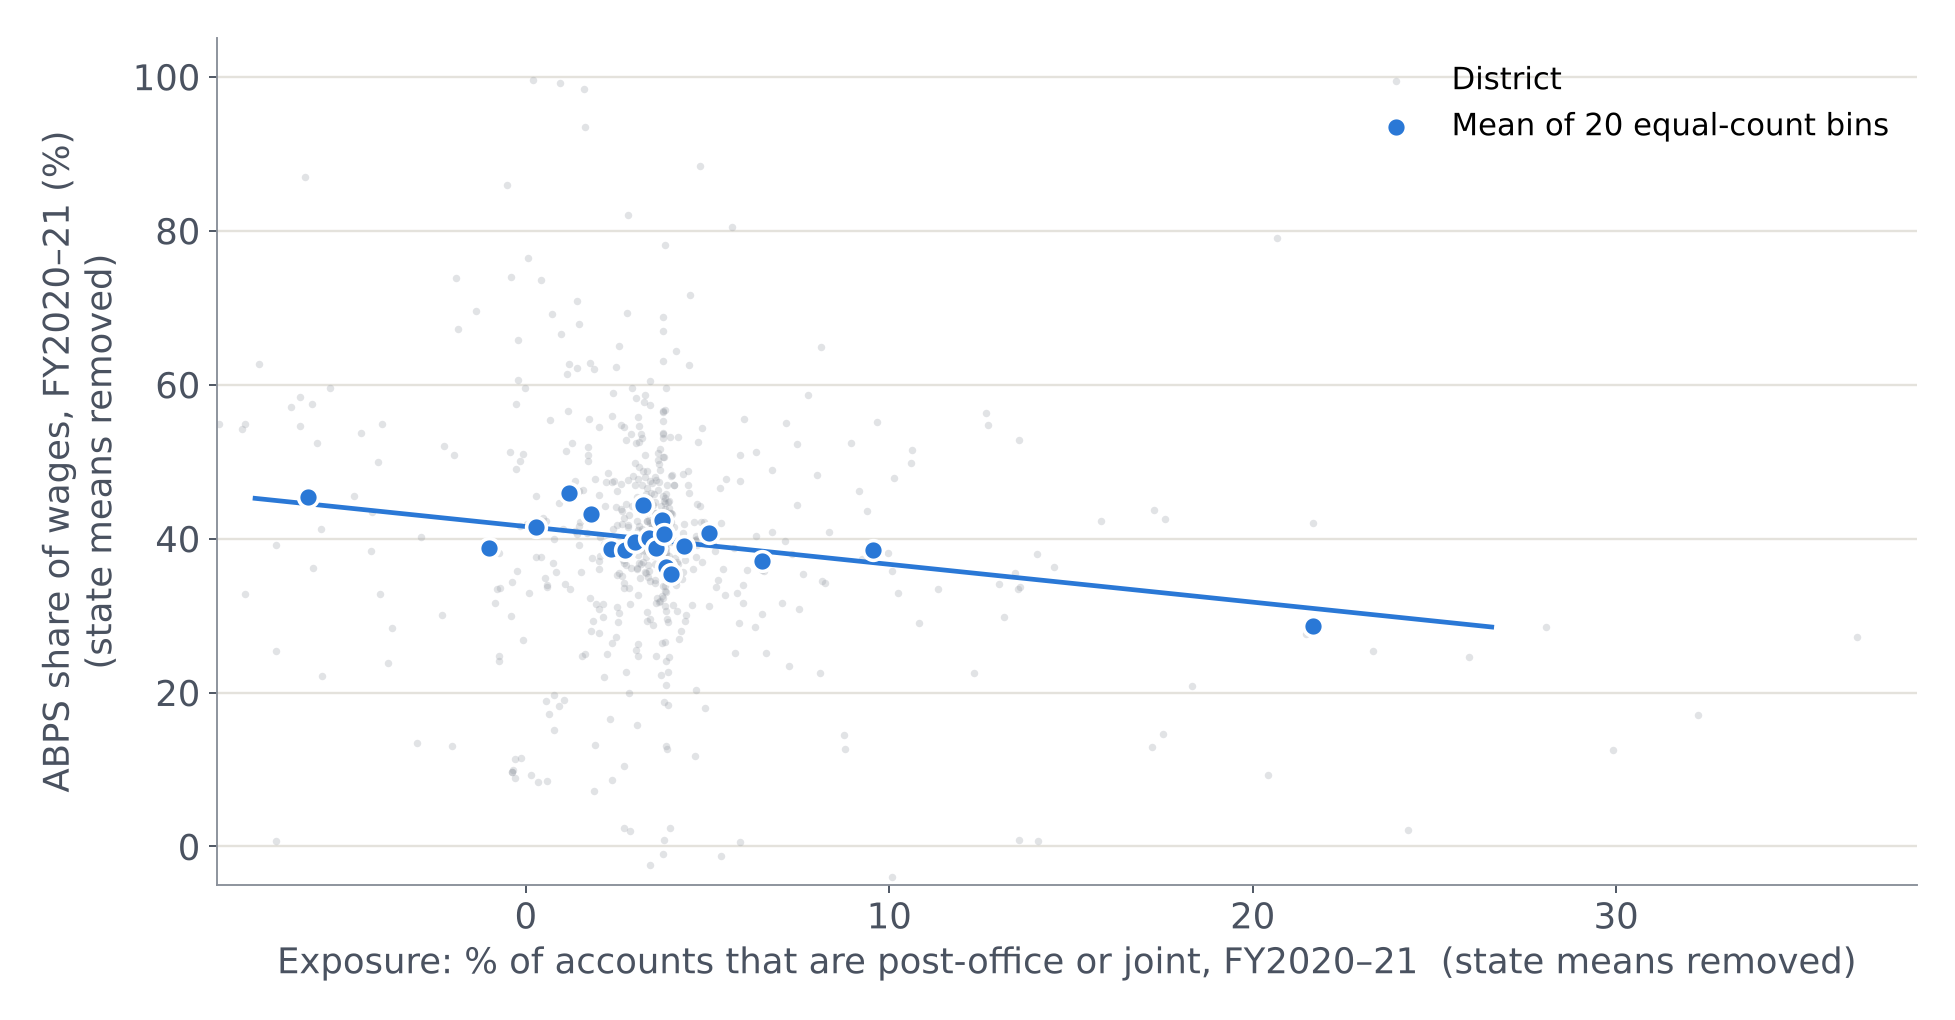 ABPS share of wages, FY2020–21 (%)
(state means removed)
100
80
60
40
20
0
District
Mean of 20 equal-count bins
0
10
20
30
Exposure: % of accounts that are post-office or joint, FY2020–21 (state means removed)